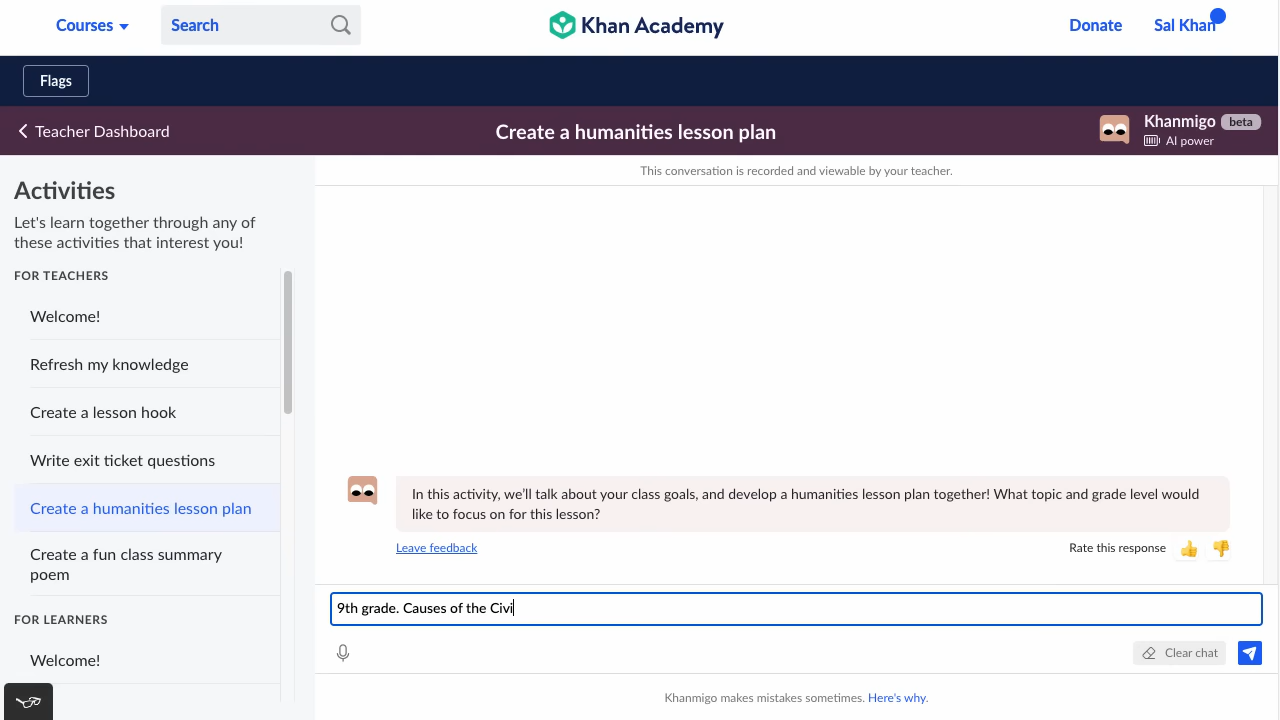 Courses
Search
Khan Academy
Donate
Sal Khan
Flags
Teacher Dashboard
Create a humanities lesson plan
Khanmigo beta
AI power
This conversation is recorded and viewable by your teacher.
Activities
Let's learn together through any of
these activities that interest you!
FOR TEACHERS
Welcome!
Refresh my knowledge
Create a lesson hook
Write exit ticket questions
Create a humanities lesson plan
Create a fun class summary
poem
FOR LEARNERS
Welcome!
In this activity, we'll talk about your class goals, and develop a humanities lesson plan together! What topic and grade level would
like to focus on for this lesson?
Leave feedback
Rate this response
9th grade. Causes of the Civi
Clear chat
Khanmigo makes mistakes sometimes. Here's why.